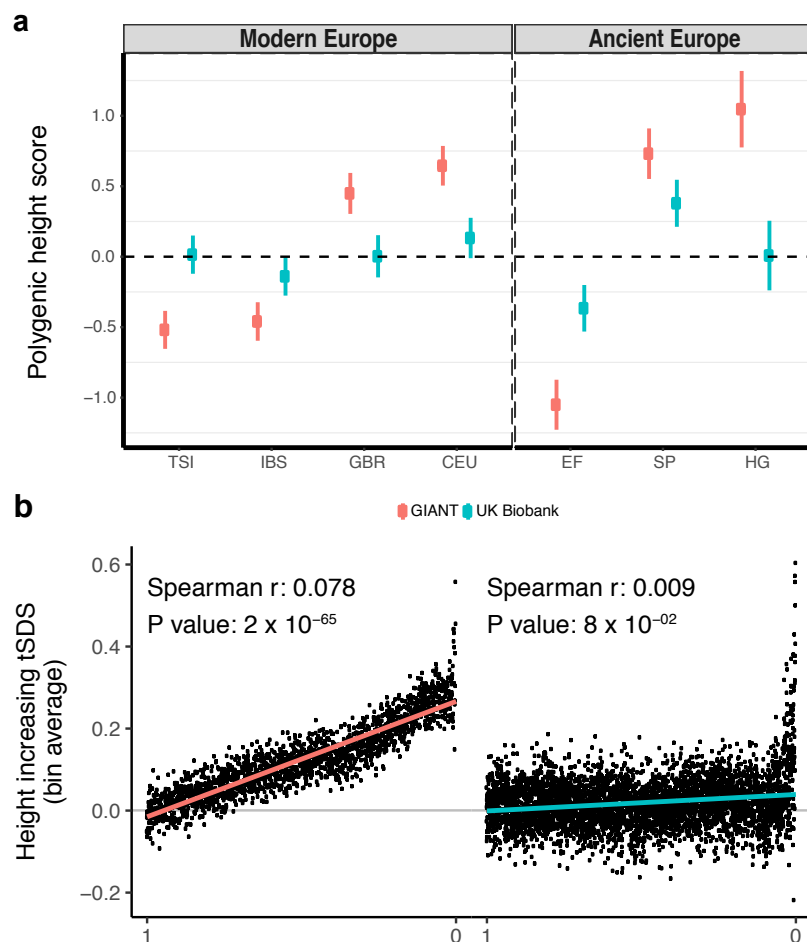 a
Modern Europe
Ancient Europe
Polygenic height score
1.0
0.5
0.0
−0.5
−1.0
TSI
IBS
GBR
CEU
EF
SP
HG
GIANT
UK Biobank
b
Height increasing tSDS
(bin average)
0.6
0.4
0.2
0.0
−0.2
Spearman r: 0.078
P value: 2 x 10⁻⁶⁵
Spearman r: 0.009
P value: 8 x 10⁻⁰²
1
0
1
0